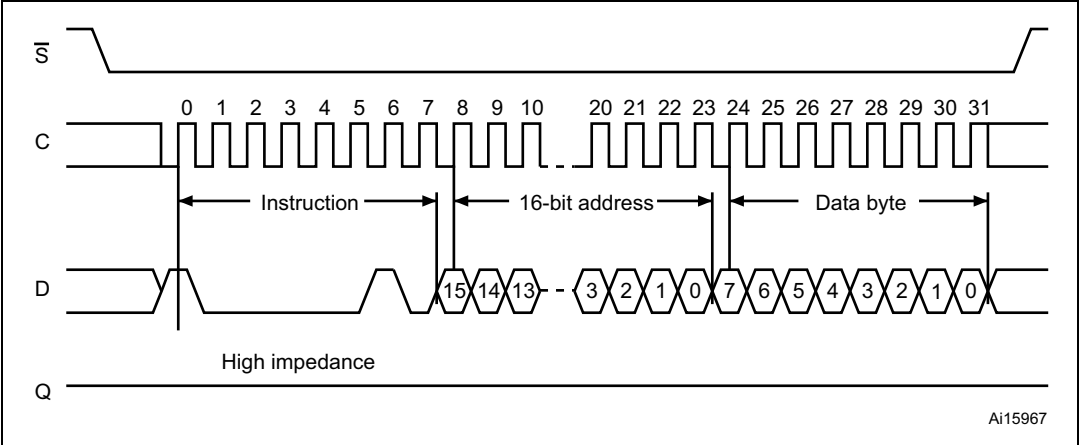 S̅
0 1 2 3 4 5 6 7 8 9 10 20 21 22 23 24 25 26 27 28 29 30 31
C
Instruction 16-bit address Data byte
D
15 14 13 3 2 1 0 7 6 5 4 3 2 1 0
High impedance
Q
Ai15967